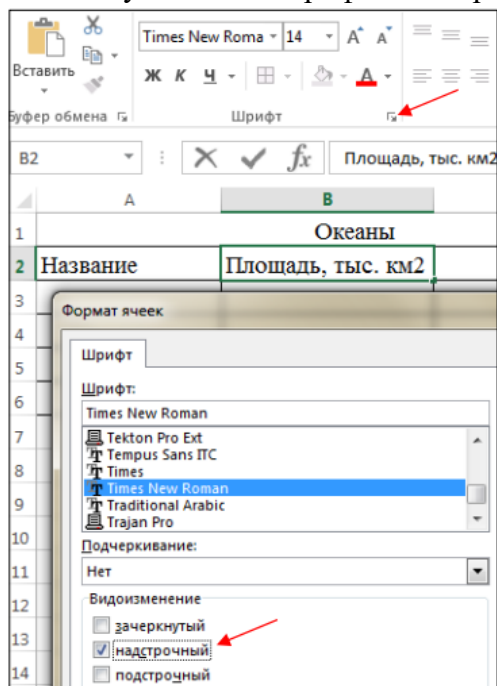 Вставить
Times New Roma 14
Ж К Ч
Буфер обмена
Шрифт
B2
fx
Площадь, тыс. км2
A
B
1
Океаны
2
Название
Площадь, тыс. км2
3
Формат ячеек
4
Шрифт
5
Шрифт:
6
Times New Roman
7
Tekton Pro Ext
Tempus Sans ITC
8
Times
Times New Roman
9
Traditional Arabic
Trajan Pro
10
Подчеркивание:
11
Нет
12
Видоизменение
зачеркнутый
13
надстрочный
14
подстрочный